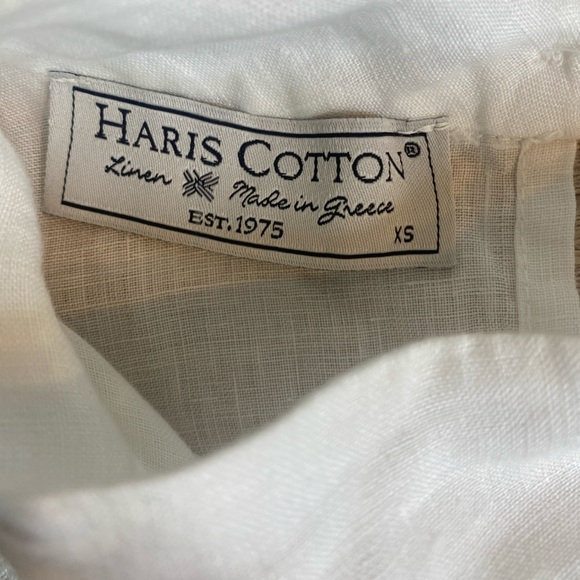 HARIS COTTON®
Linen Made in Greece
EST. 1975 XS